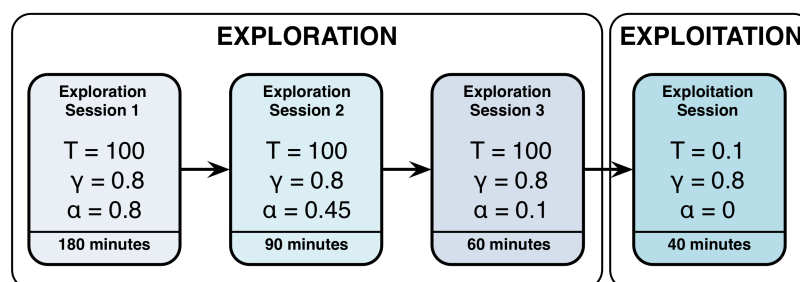 EXPLORATION
Exploration
Session 1
T = 100
γ = 0.8
α = 0.8
180 minutes
Exploration
Session 2
T = 100
γ = 0.8
α = 0.45
90 minutes
Exploration
Session 3
T = 100
γ = 0.8
α = 0.1
60 minutes
EXPLOITATION
Exploitation
Session
T = 0.1
γ = 0.8
α = 0
40 minutes